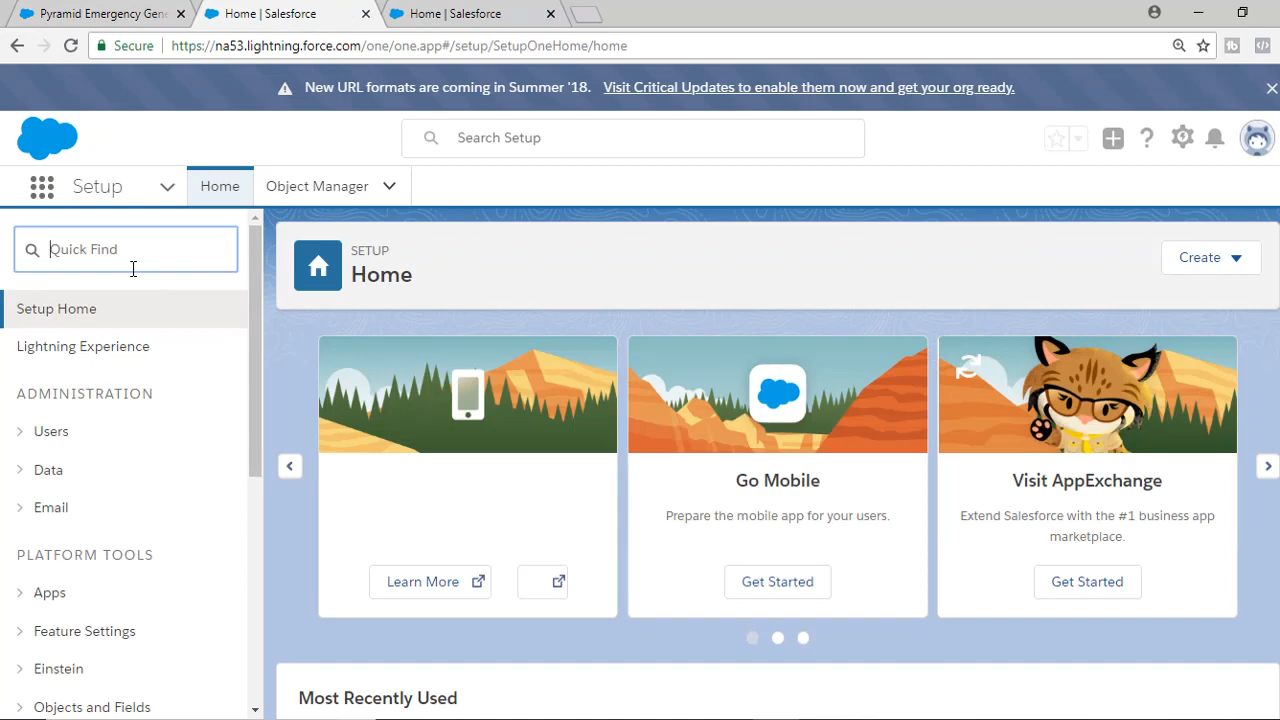 Pyramid Emergency Gene
Home | Salesforce
Home | Salesforce
Secure
https://na53.lightning.force.com/one/one.app#/setup/SetupOneHome/home
New URL formats are coming in Summer '18. Visit Critical Updates to enable them now and get your org ready.
Search Setup
Setup
Home
Object Manager
Quick Find
SETUP
Home
Create
Setup Home
Lightning Experience
ADMINISTRATION
Users
Data
Email
PLATFORM TOOLS
Apps
Feature Settings
Einstein
Objects and Fields
Learn More
Go Mobile
Prepare the mobile app for your users.
Get Started
Visit AppExchange
Extend Salesforce with the #1 business app
marketplace.
Get Started
Most Recently Used